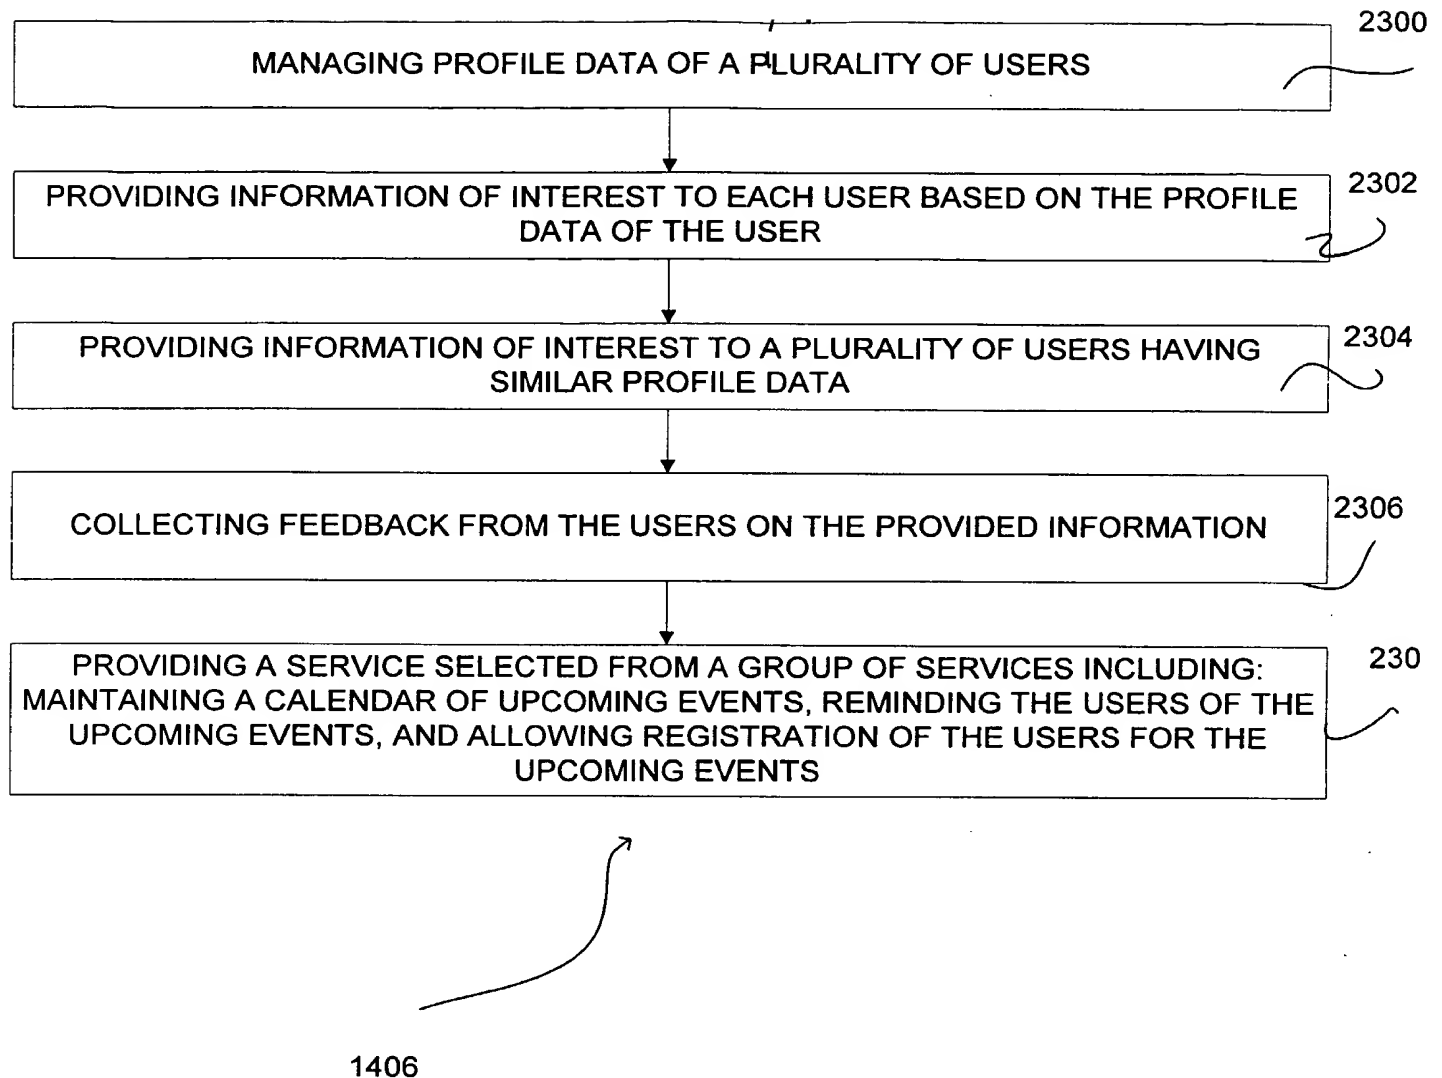 2300
MANAGING PROFILE DATA OF A PLURALITY OF USERS
2302
PROVIDING INFORMATION OF INTEREST TO EACH USER BASED ON THE PROFILE
DATA OF THE USER
2304
PROVIDING INFORMATION OF INTEREST TO A PLURALITY OF USERS HAVING
SIMILAR PROFILE DATA
2306
COLLECTING FEEDBACK FROM THE USERS ON THE PROVIDED INFORMATION
230
PROVIDING A SERVICE SELECTED FROM A GROUP OF SERVICES INCLUDING:
MAINTAINING A CALENDAR OF UPCOMING EVENTS, REMINDING THE USERS OF THE
UPCOMING EVENTS, AND ALLOWING REGISTRATION OF THE USERS FOR THE
UPCOMING EVENTS
1406